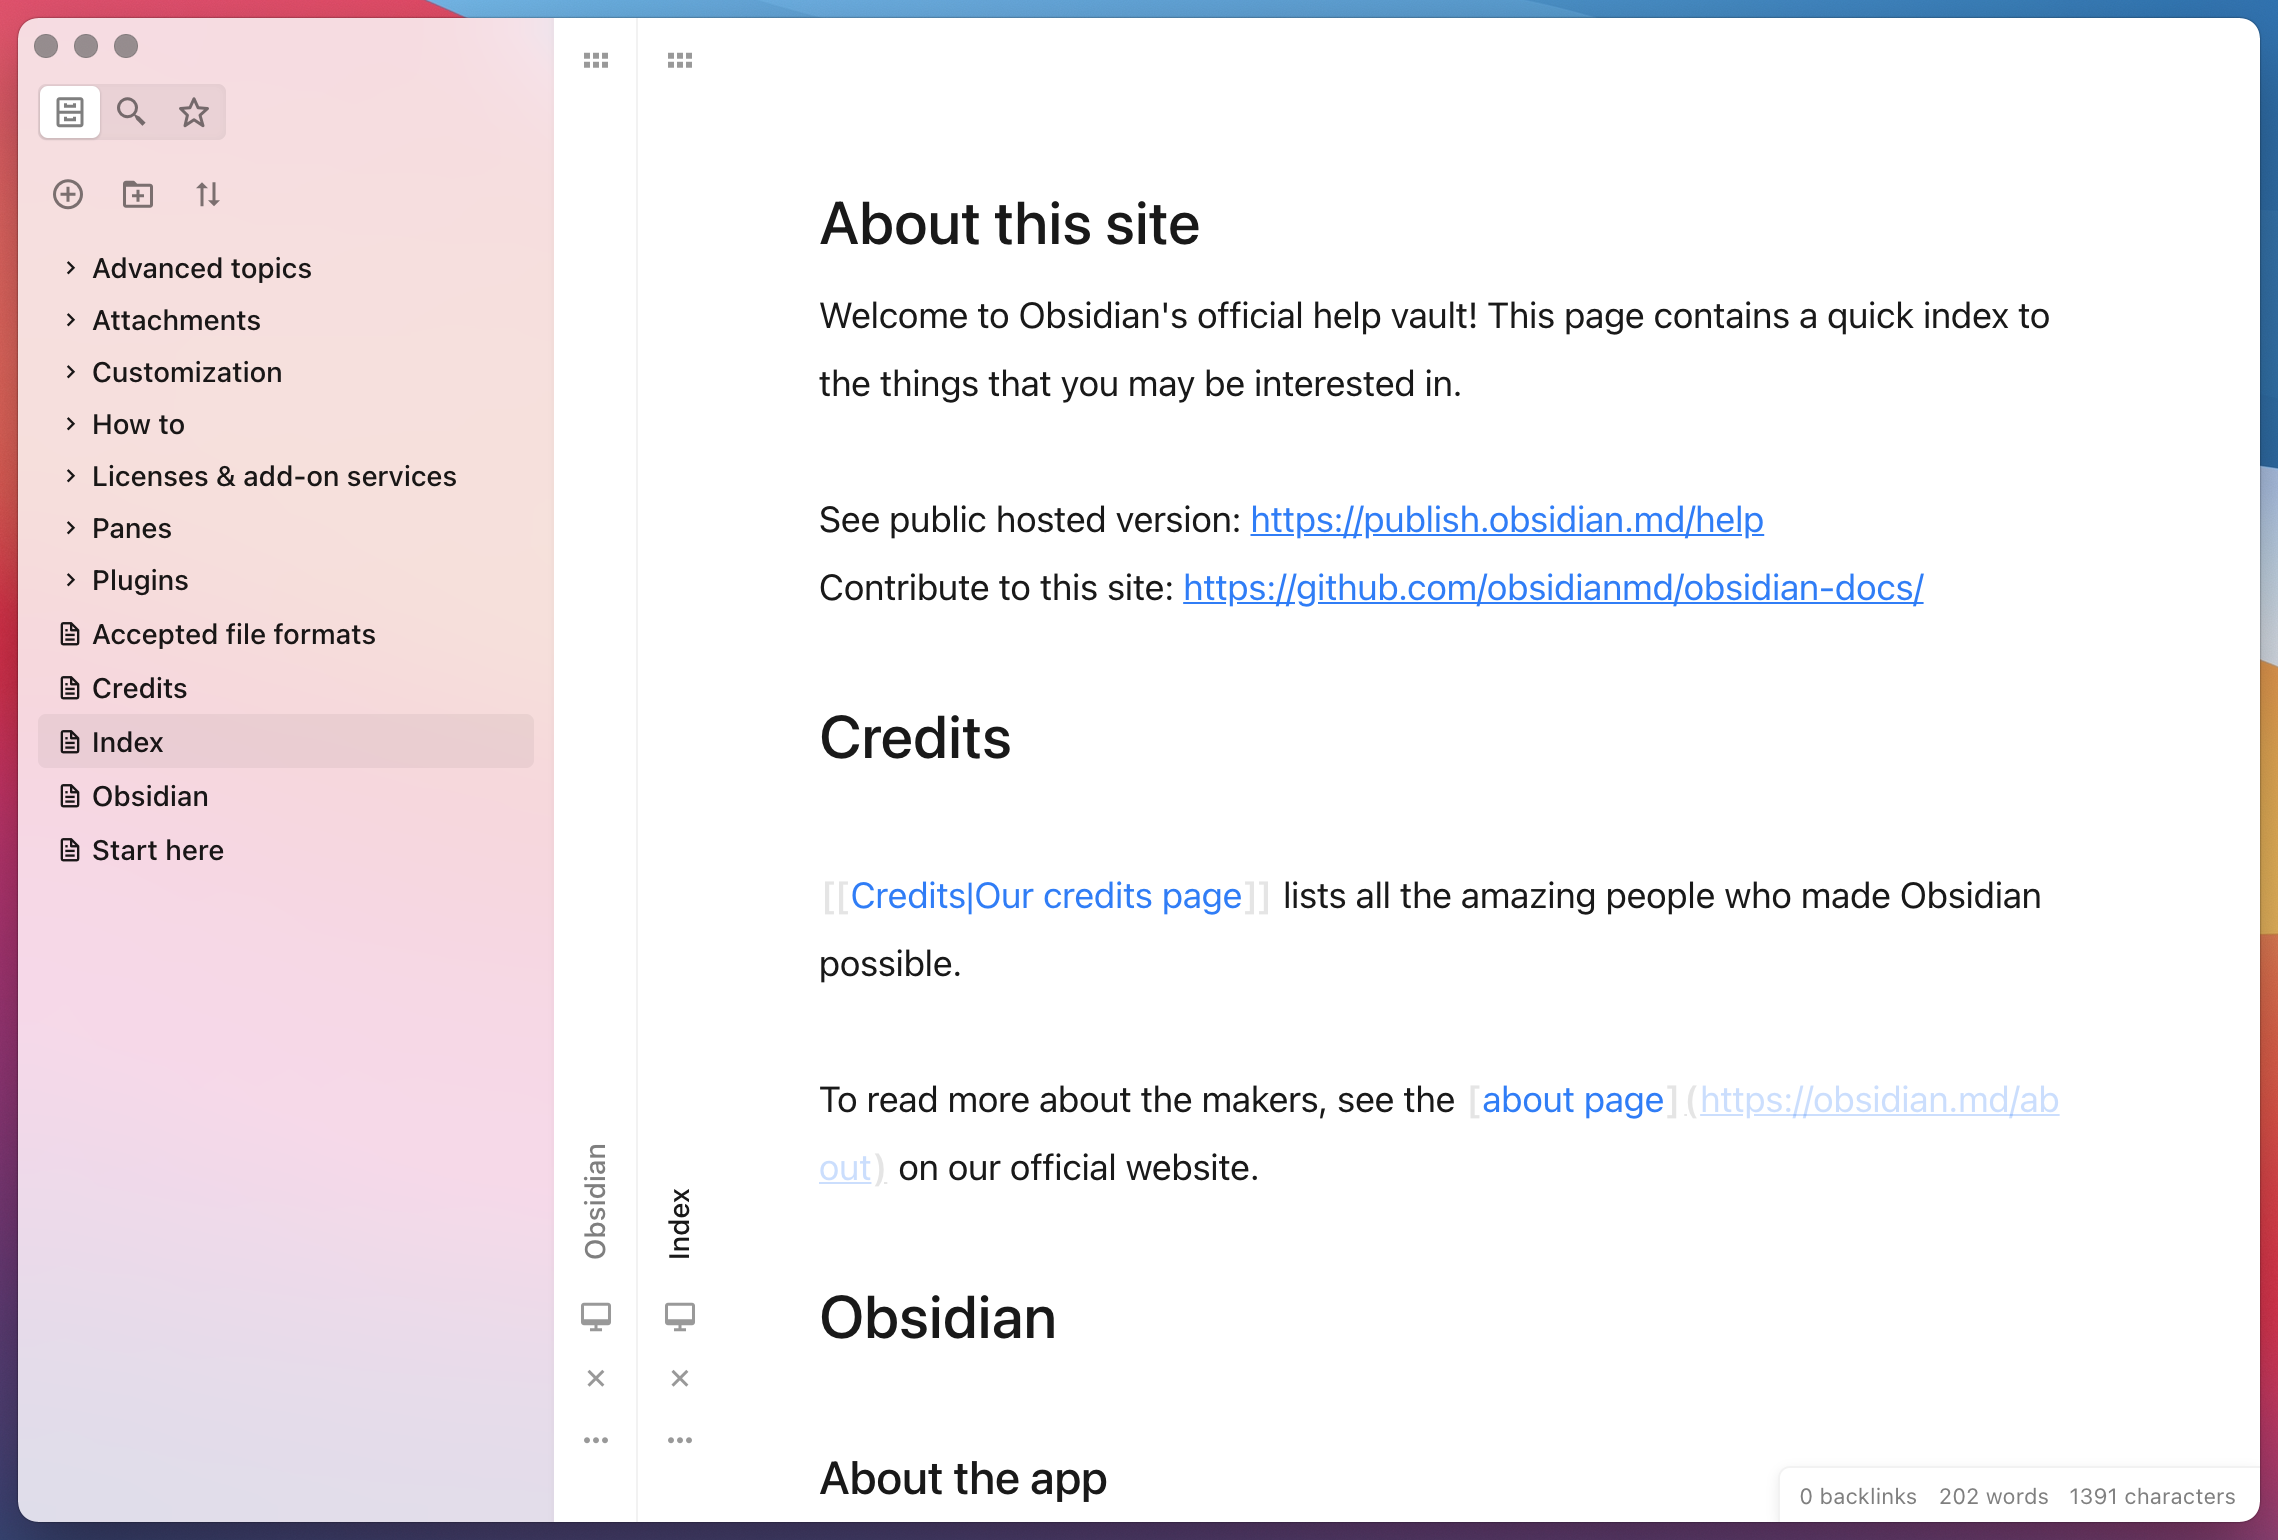 Advanced topics
Attachments
Customization
How to
Licenses & add-on services
Panes
Plugins
Accepted file formats
Credits
Index
Obsidian
Start here
Obsidian
Index
About this site
Welcome to Obsidian's official help vault! This page contains a quick index to
the things that you may be interested in.
See public hosted version: https://publish.obsidian.md/help
Contribute to this site: https://github.com/obsidianmd/obsidian-docs/
Credits
[[Credits|Our credits page]] lists all the amazing people who made Obsidian
possible.
To read more about the makers, see the [about page](https://obsidian.md/ab
out) on our official website.
Obsidian
About the app
0 backlinks 202 words 1391 characters